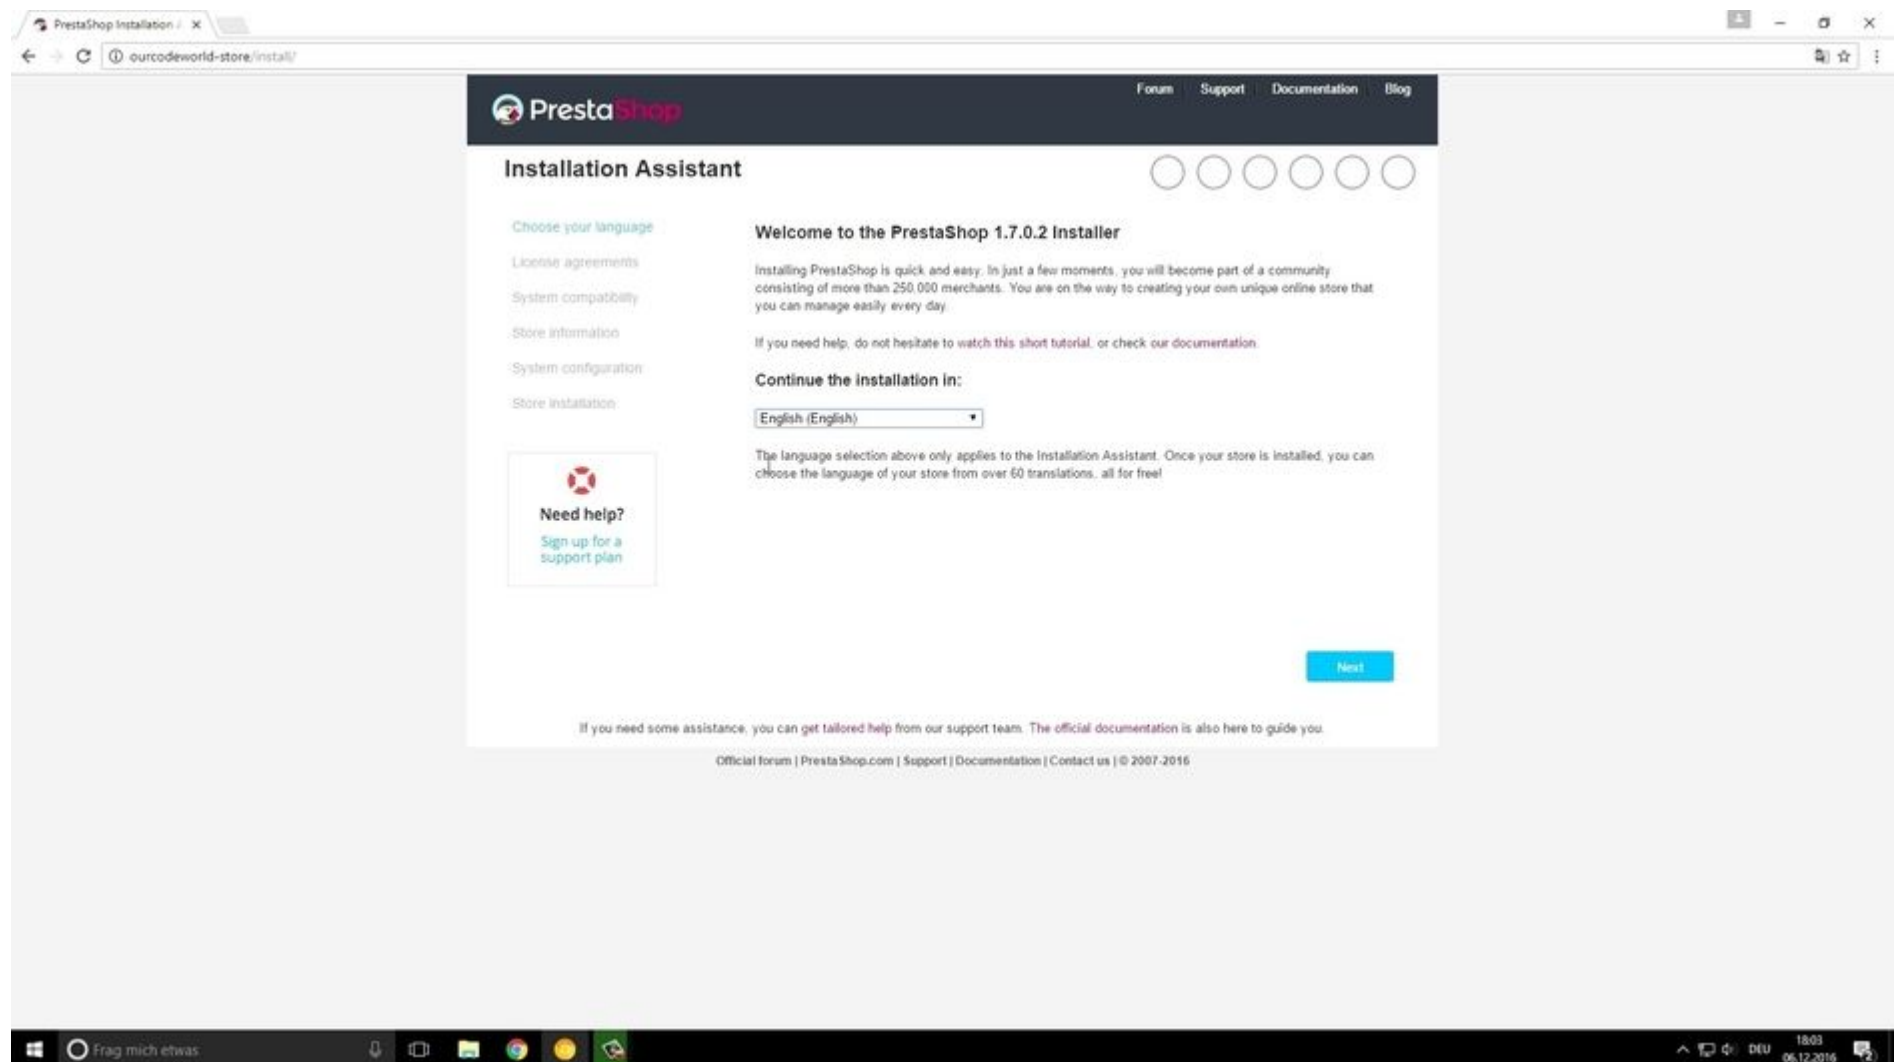 PrestaShop Installation
ourcodeworld-store/install/
PrestaShop
Forum Support Documentation Blog
Installation Assistant
Choose your language
License agreements
System compatibility
Store information
System configuration
Store installation
Need help?
Sign up for a
support plan
Welcome to the PrestaShop 1.7.0.2 Installer
Installing PrestaShop is quick and easy. In just a few moments, you will become part of a community
consisting of more than 250,000 merchants. You are on the way to creating your own unique online store that
you can manage easily every day.
If you need help, do not hesitate to watch this short tutorial, or check our documentation.
Continue the installation in:
English (English)
The language selection above only applies to the Installation Assistant. Once your store is installed, you can
choose the language of your store from over 60 translations, all for free!
Next
If you need some assistance, you can get tailored help from our support team. The official documentation is also here to guide you.
Official forum | PrestaShop.com | Support | Documentation | Contact us | © 2007-2016
Frag mich etwas
DEU
18:03
06.12.2016
2